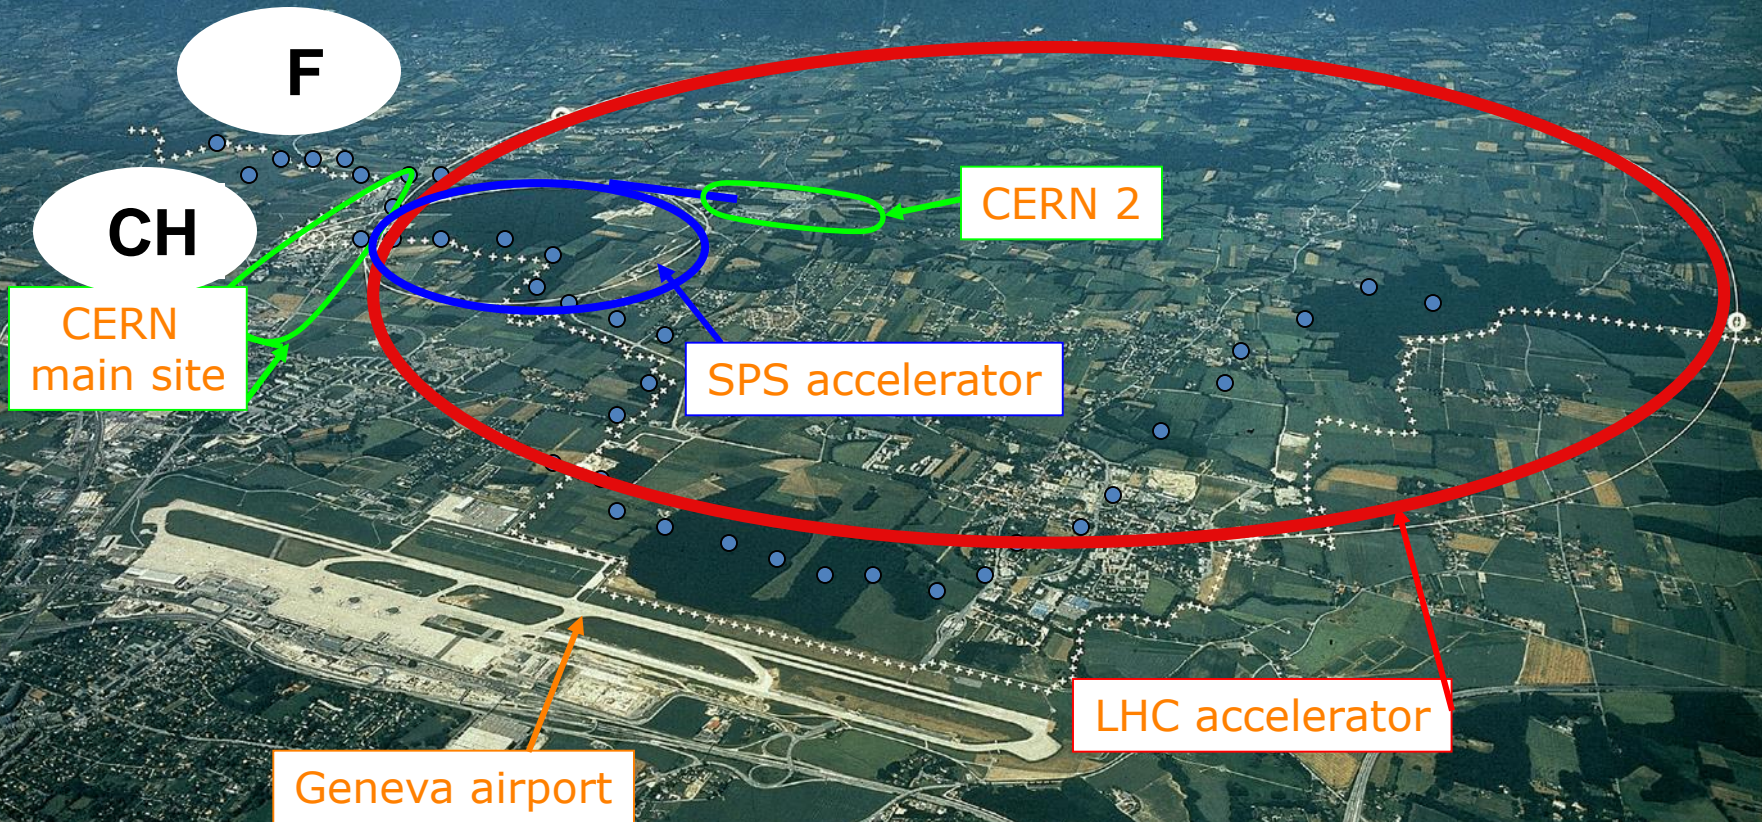 F
CH
CERN 2
CERN
main site
SPS accelerator
LHC accelerator
Geneva airport